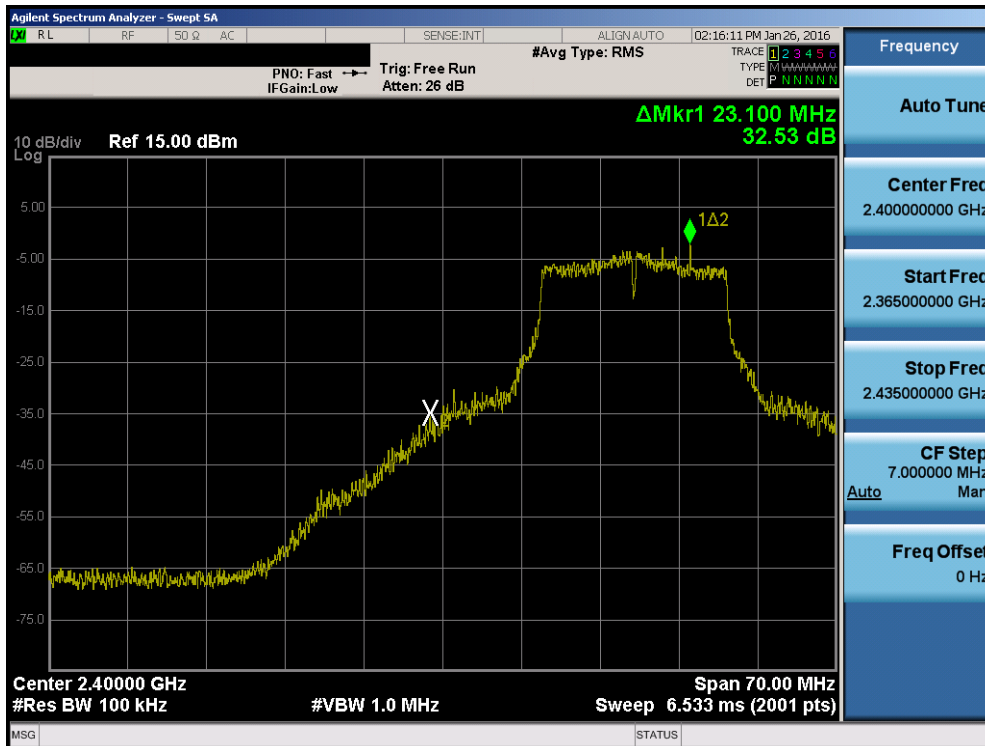 Agilent Spectrum Analyzer - Swept SA
LXI RL RF 50 Ω AC SENSE:INT ALIGN AUTO 02:16:11 PM Jan 26, 2016
Frequency
#Avg Type: RMS
TRACE 1 2 3 4 5 6
PNO: Fast Trig: Free Run
TYPE M WWWWW
IFGain:Low Atten: 26 dB
DET P N N N N N
Auto Tune
ΔMkr1 23.100 MHz
32.53 dB
10 dB/div Ref 15.00 dBm
Log
Center Freq
2.400000000 GHz
5.00
1Δ2
-5.00
Start Freq
2.365000000 GHz
-15.0
-25.0
Stop Freq
2.435000000 GHz
X
-35.0
CF Step
7.000000 MHz
-45.0
Auto Man
-55.0
Freq Offset
0 Hz
-65.0
-75.0
Center 2.40000 GHz Span 70.00 MHz
#Res BW 100 kHz #VBW 1.0 MHz Sweep 6.533 ms (2001 pts)
MSG STATUS